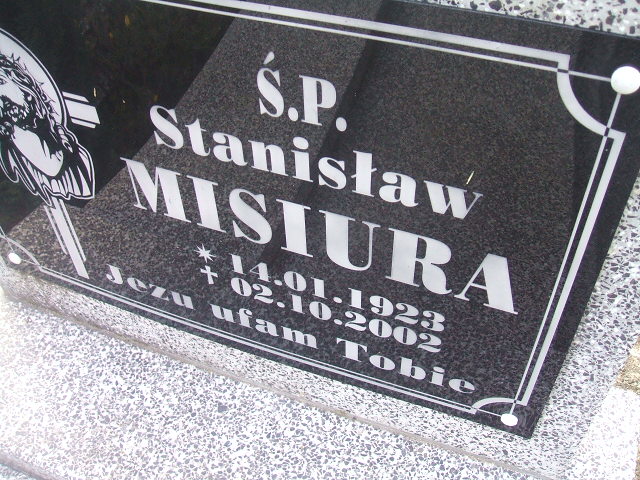 Ś.P.
Stanisław
MISIURA
* 14.01.1923
† 02.10.2002
Jezu ufam Tobie